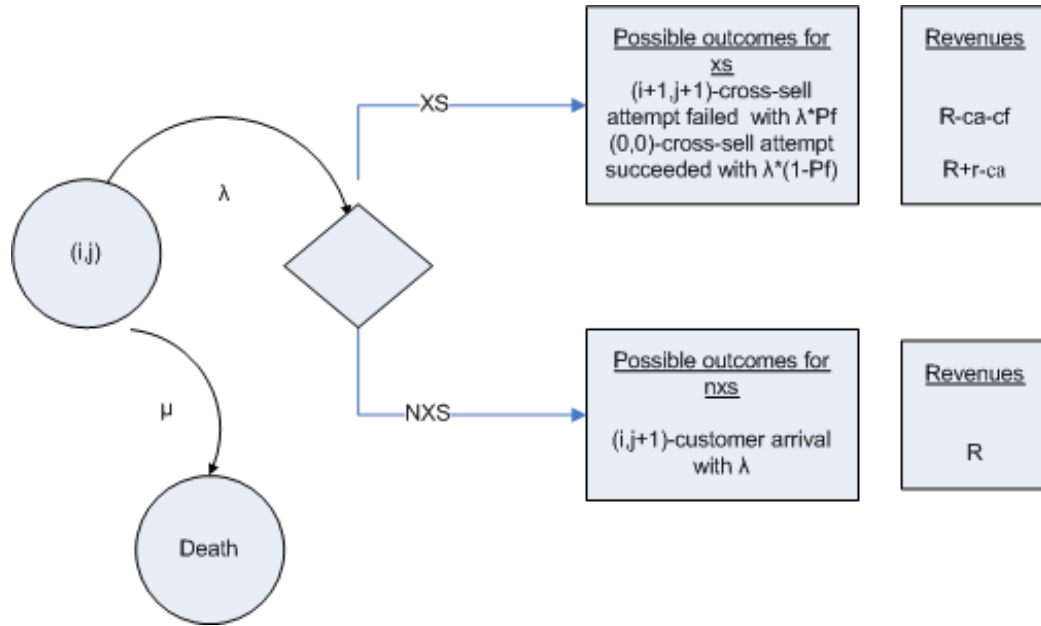 Possible outcomes for
xs
(i+1,j+1)-cross-sell
attempt failed with λ*Pf
(0,0)-cross-sell attempt
succeeded with λ*(1-Pf)
Revenues
R-ca-cf
R+r-ca
XS
λ
(i,j)
μ
NXS
Possible outcomes for
nxs
(i,j+1)-customer arrival
with λ
Revenues
R
Death